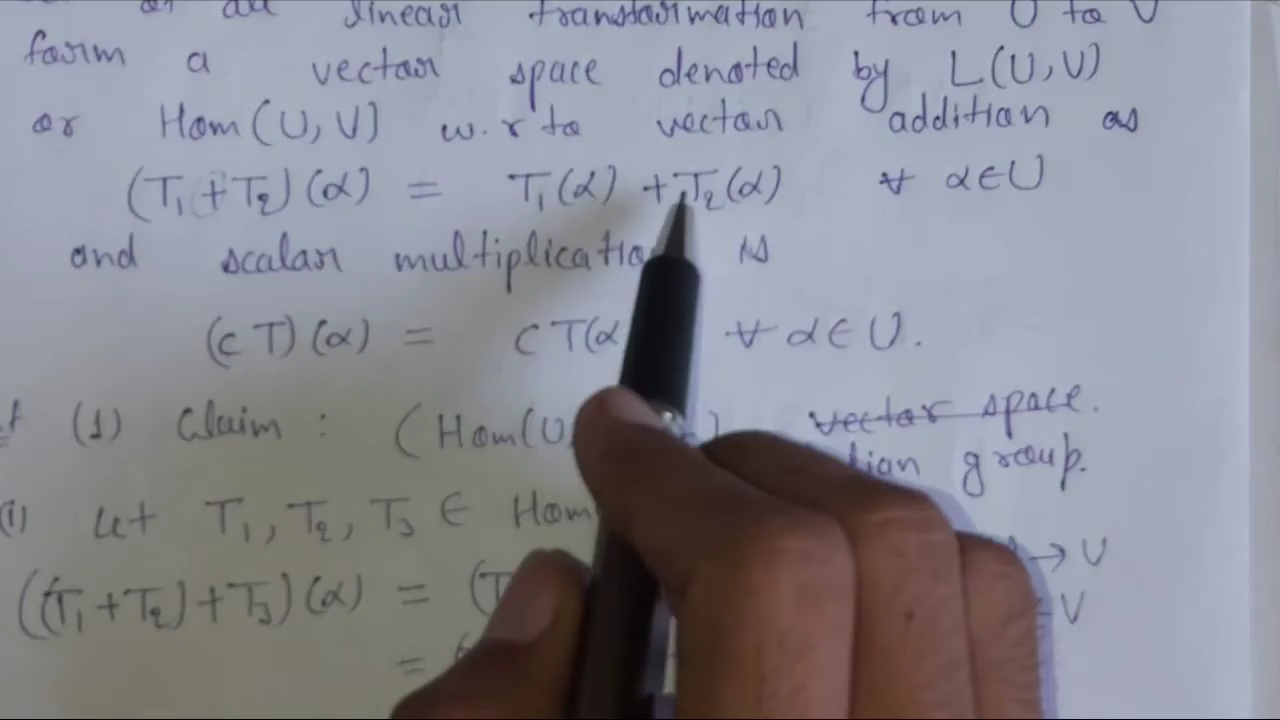 linear transformation from U to V
form a vector space denoted by L(U,V)
or Hom(U,V) w.r to vector addition as
(T₁+T₂)(α) = T₁(α) + T₂(α) ∀ α∈U
and scalar multiplication is
(cT)(α) = cT(α ∀ α∈U.
(1) Claim: (Hom(U, vector space.
group.
(i) Let T₁, T₂, T₃ ∈ Hom
((T₁+T₂)+T₃)(α) = (T → V
= V